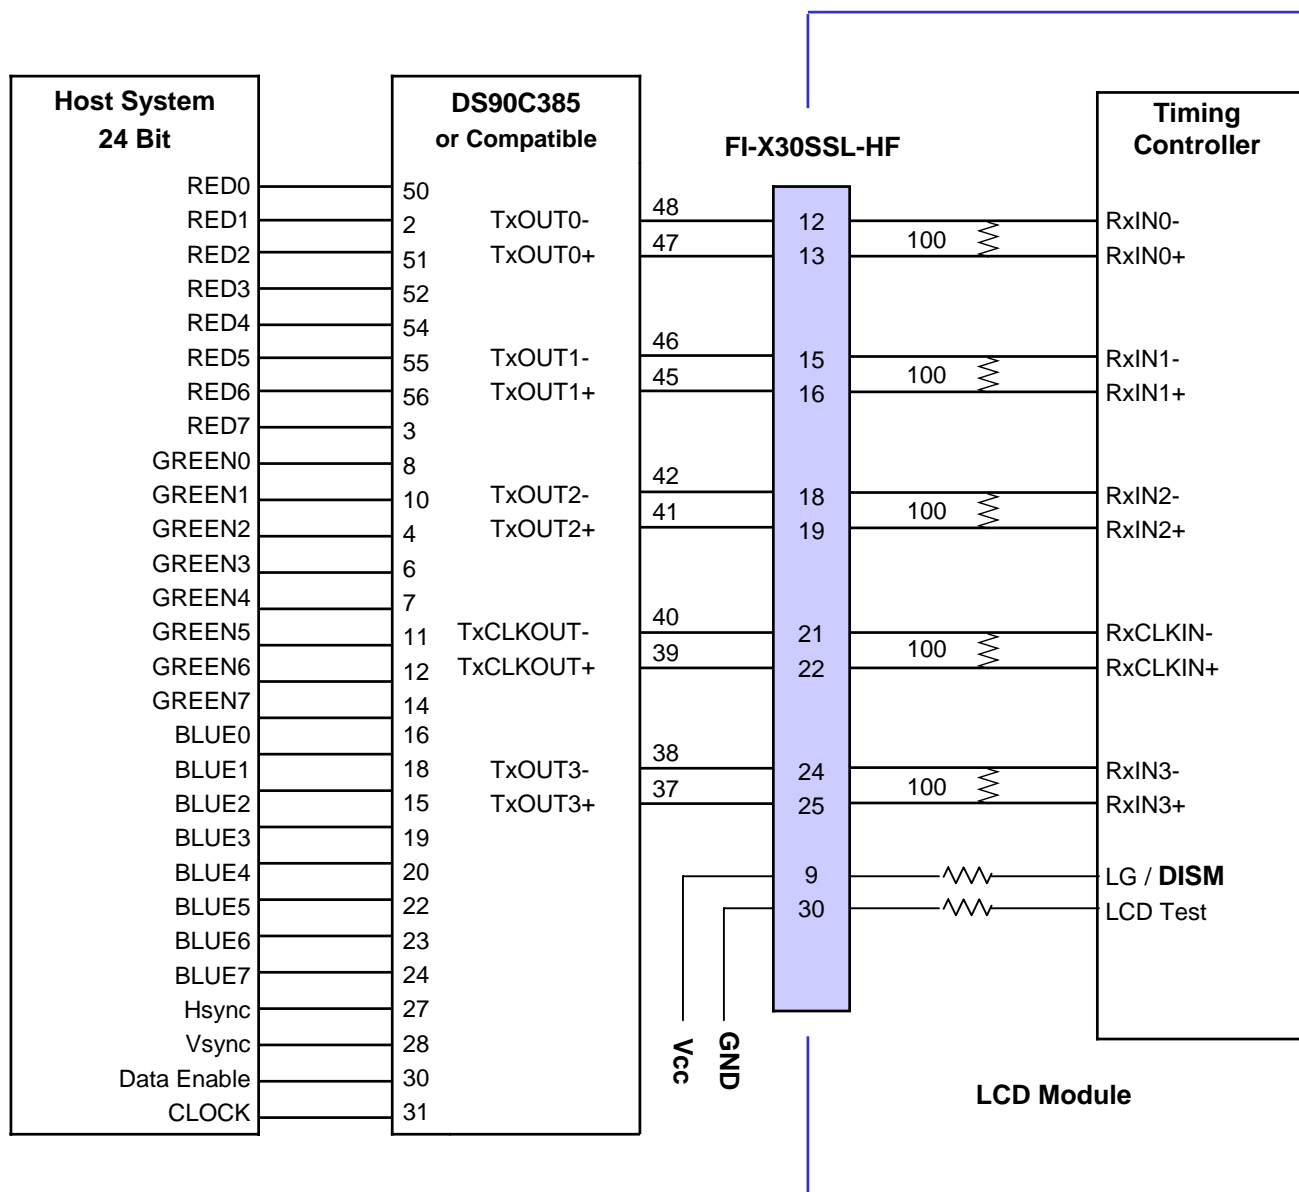 Host System
24 Bit
RED0
RED1
RED2
RED3
RED4
RED5
RED6
RED7
GREEN0
GREEN1
GREEN2
GREEN3
GREEN4
GREEN5
GREEN6
GREEN7
BLUE0
BLUE1
BLUE2
BLUE3
BLUE4
BLUE5
BLUE6
BLUE7
Hsync
Vsync
Data Enable
CLOCK
DS90C385
or Compatible
50
2
51
52
54
55
56
3
8
10
4
6
7
11
12
14
16
18
15
19
20
22
23
24
27
28
30
31
TxOUT0-
TxOUT0+
TxOUT1-
TxOUT1+
TxOUT2-
TxOUT2+
TxCLKOUT-
TxCLKOUT+
TxOUT3-
TxOUT3+
48
47
46
45
42
41
40
39
38
37
Vcc
GND
FI-X30SSL-HF
12
13
15
16
18
19
21
22
24
25
9
30
100
100
100
100
100
Timing
Controller
RxIN0-
RxIN0+
RxIN1-
RxIN1+
RxIN2-
RxIN2+
RxCLKIN-
RxCLKIN+
RxIN3-
RxIN3+
LG / DISM
LCD Test
LCD Module